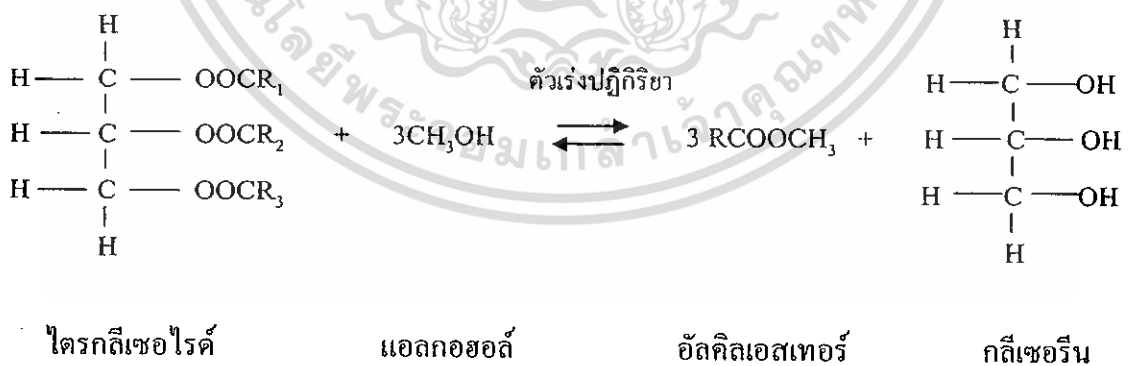 H H
H — C — OOCR₁ ตัวเร่งปฏิกิริยา H — C — OH
H — C — OOCR₂ + 3CH₃OH ⇌ 3 RCOOCH₃ + H — C — OH
H — C — OOCR₃ H — C — OH
H H
ไตรกลีเซอไรด์ แอลกอฮอล์ อัลคิลเอสเทอร์ กลีเซอรีน